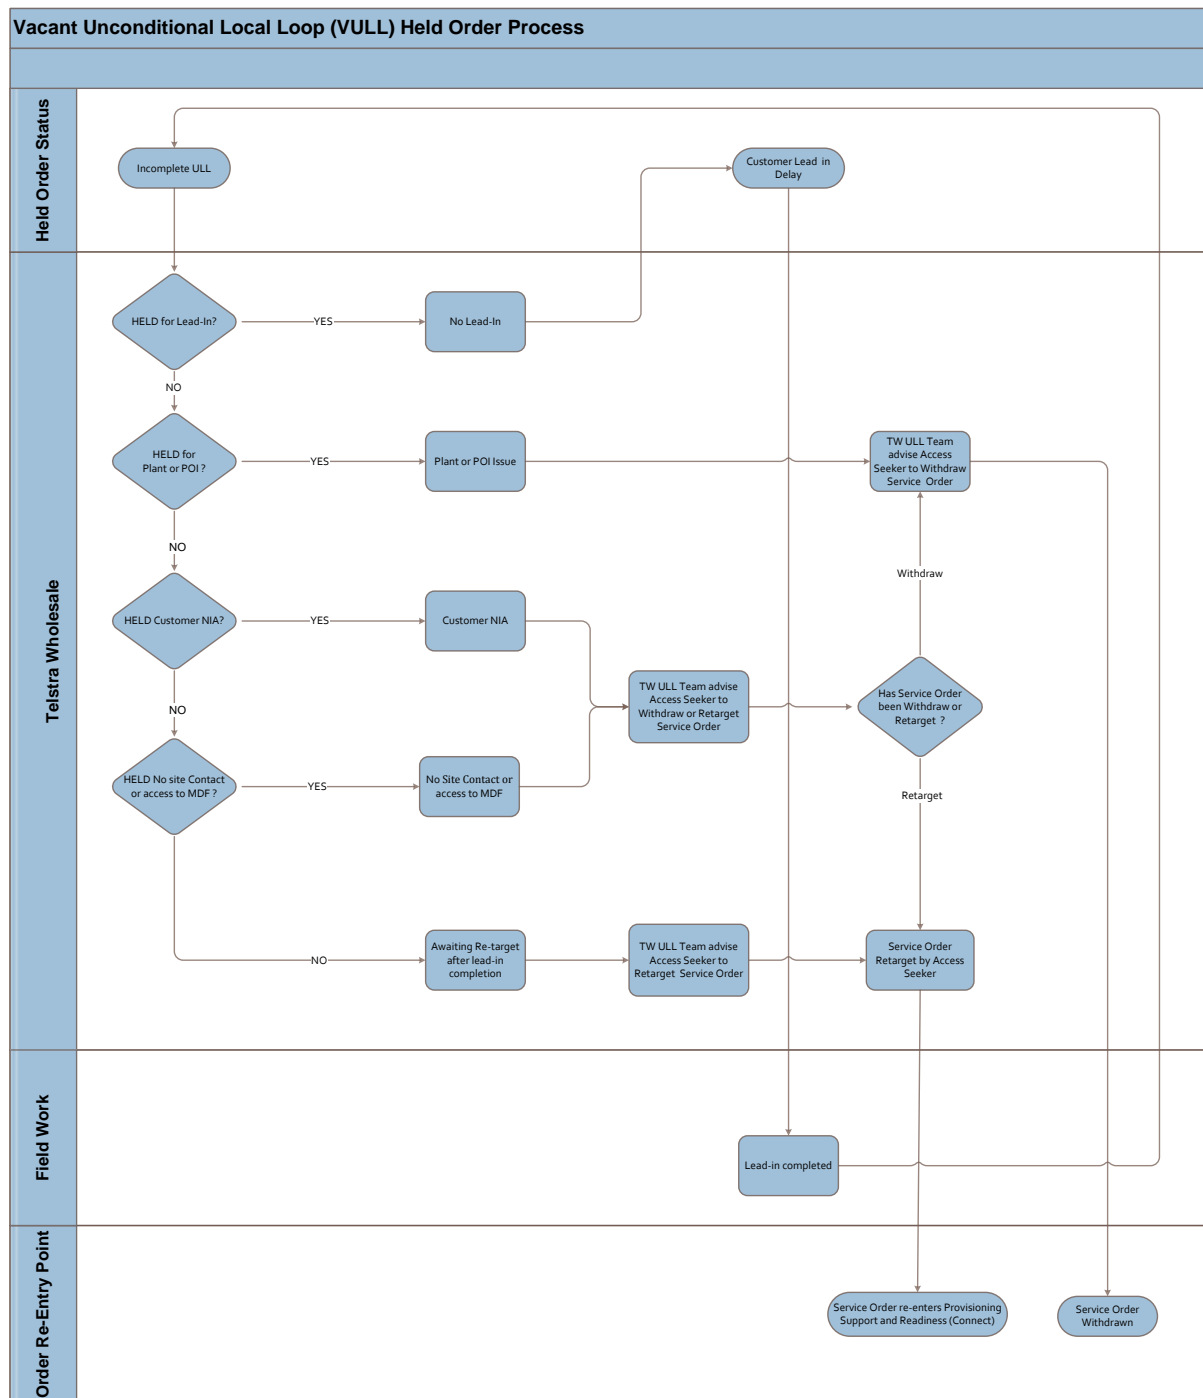 Vacant Unconditional Local Loop (VULL) Held Order Process
Held Order Status
Incomplete ULL
Customer Lead in
Delay
Telstra Wholesale
HELD for Lead-In?
YES
No Lead-In
NO
HELD for
Plant or POI ?
YES
Plant or POI Issue
TW ULL Team
advise Access
Seeker to Withdraw
Service Order
NO
Withdraw
HELD Customer NIA?
YES
Customer NIA
TW ULL Team advise
Access Seeker to
Withdraw or Retarget
Service Order
Has Service Order
been Withdraw or
Retarget ?
NO
HELD No site Contact
or access to MDF ?
YES
No Site Contact or
access to MDF
Retarget
NO
Awaiting Re-target
after lead-in
completion
TW ULL Team advise
Access Seeker to
Retarget Service Order
Service Order
Retarget by Access
Seeker
Field Work
Lead-in completed
Order Re-Entry Point
Service Order re-enters Provisioning
Support and Readiness (Connect)
Service Order
Withdrawn